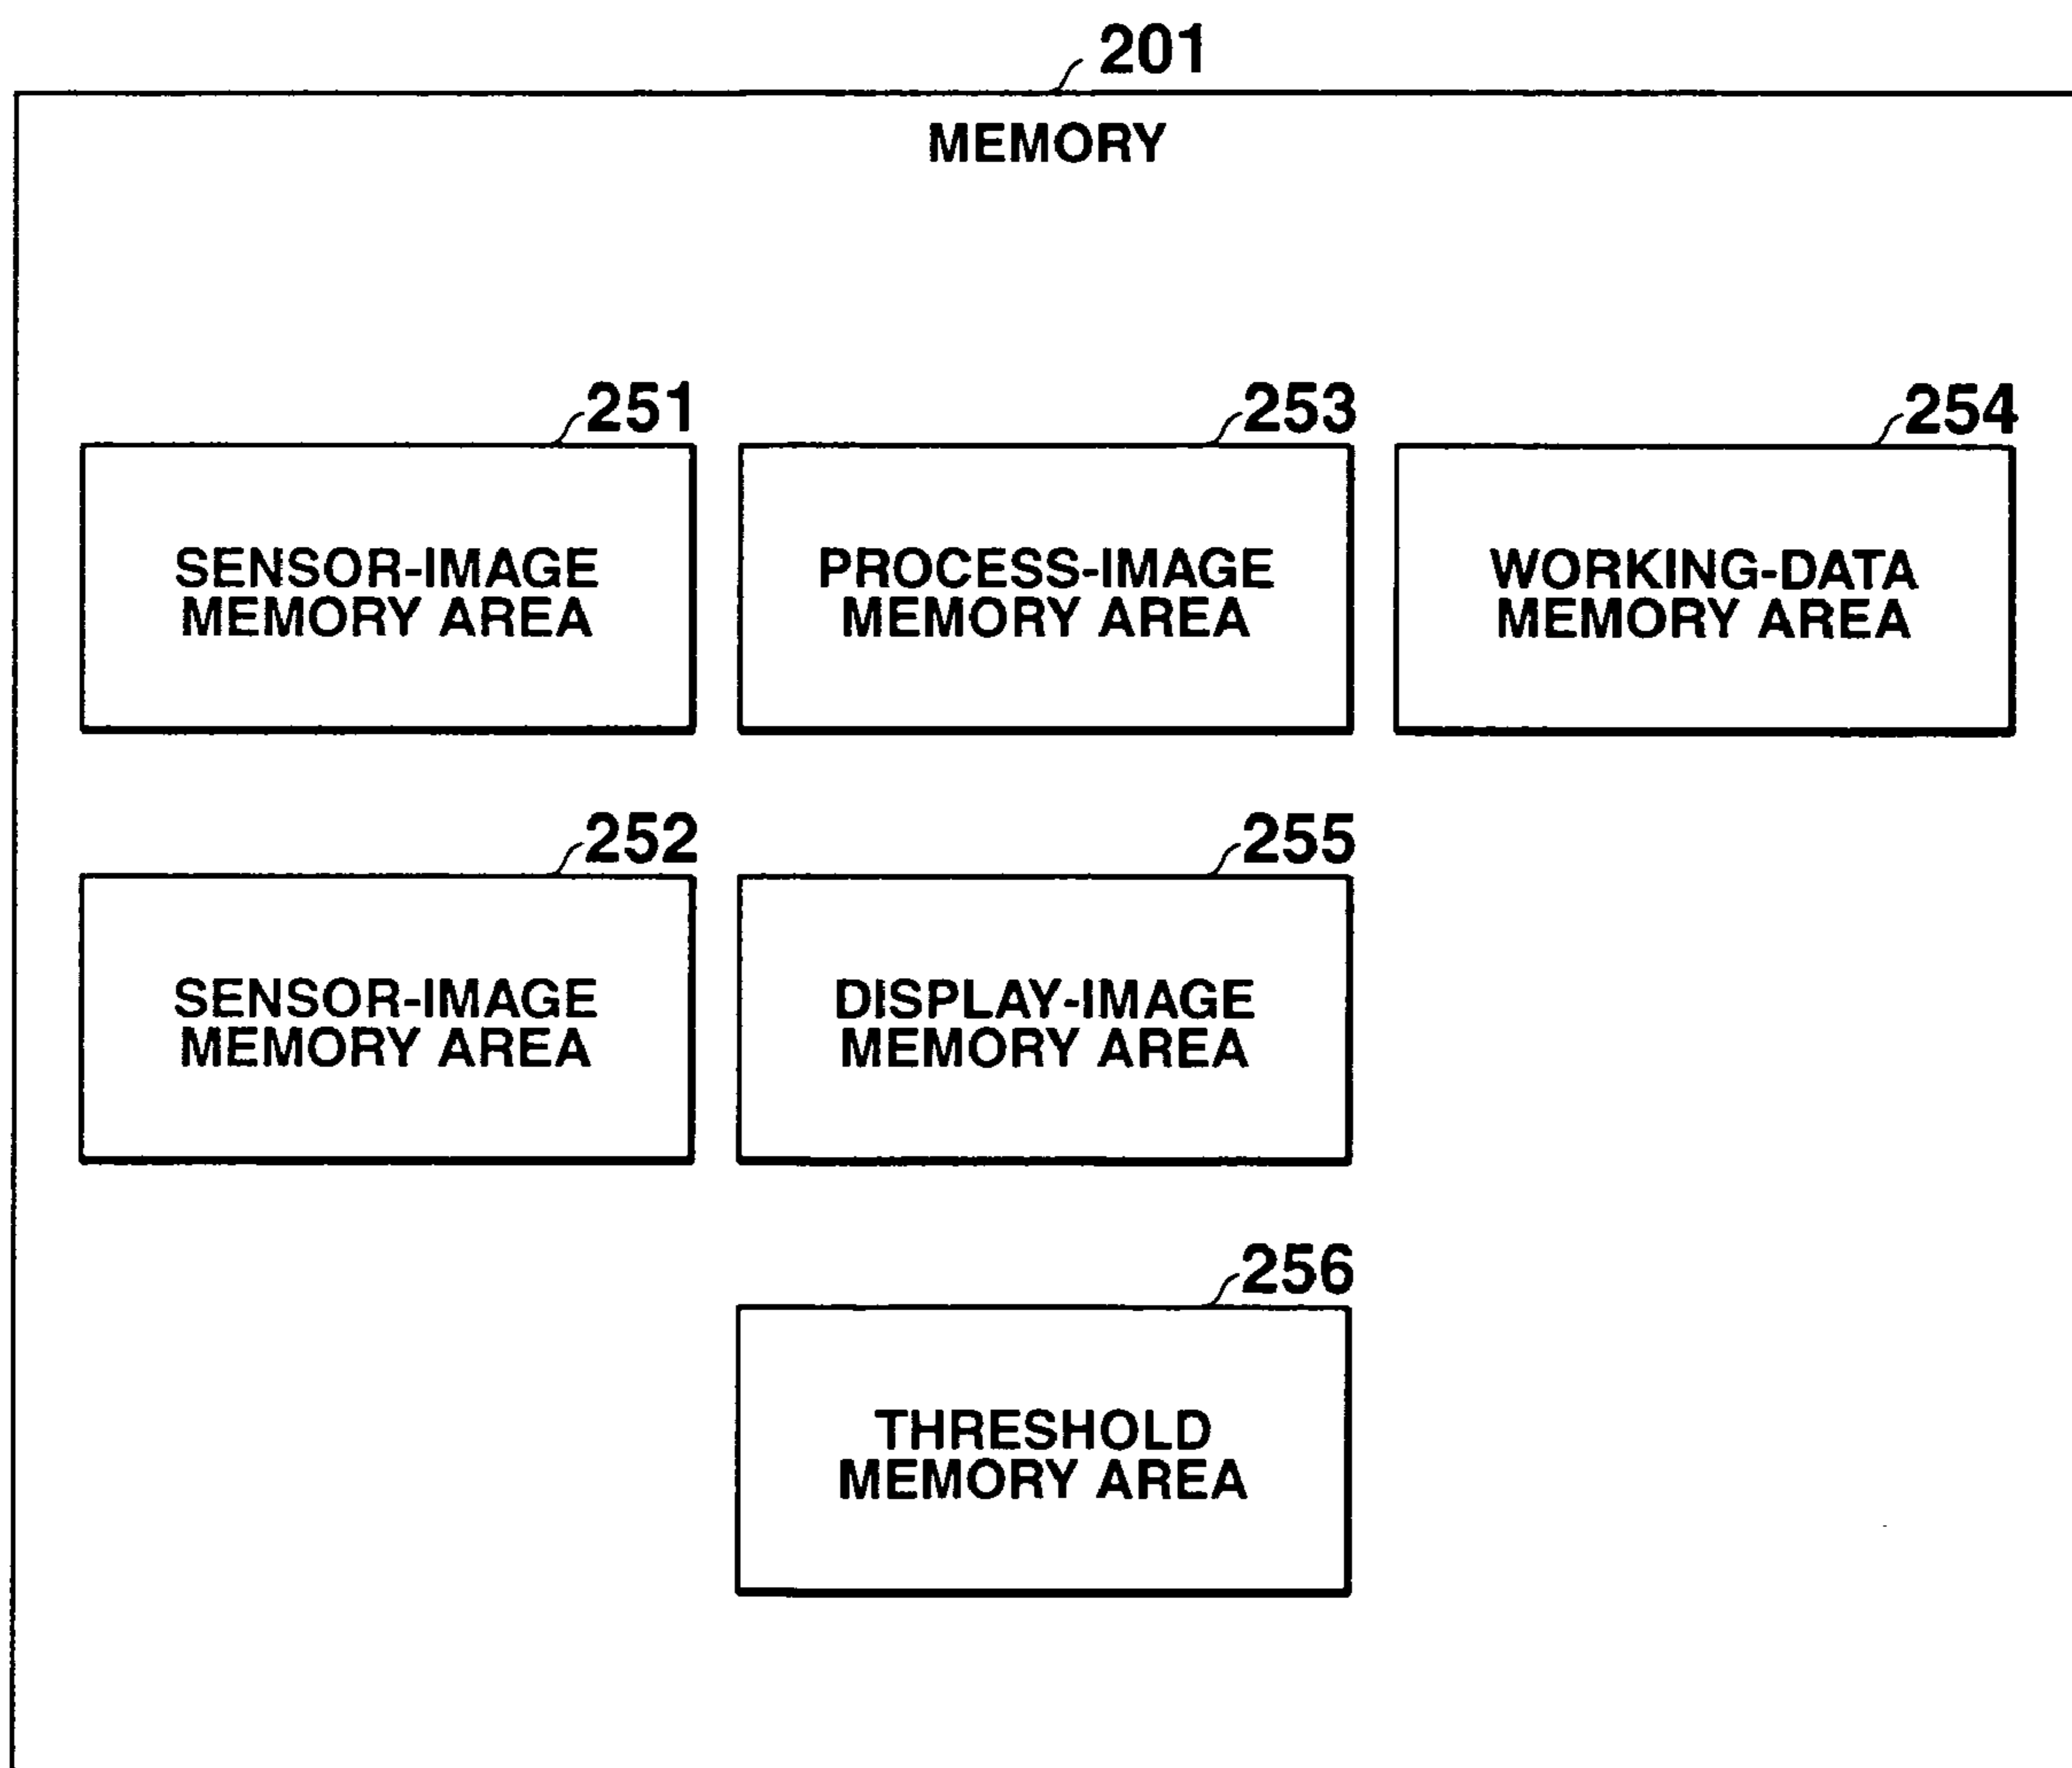 201
MEMORY
251
SENSOR-IMAGE
MEMORY AREA
253
PROCESS-IMAGE
MEMORY AREA
254
WORKING-DATA
MEMORY AREA
252
SENSOR-IMAGE
MEMORY AREA
255
DISPLAY-IMAGE
MEMORY AREA
256
THRESHOLD
MEMORY AREA